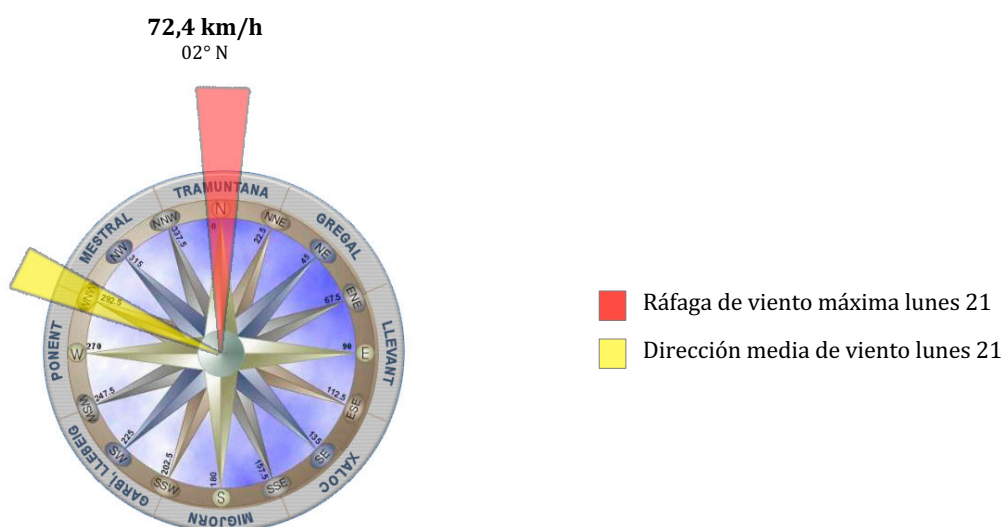 72,4 km/h
02° N
TRAMUNTANA
GREGAL
LLEVANT
XALOC
MIGJORN
GARBÍ, LLEBEIG
PONENT
MESTRAL
N
NNE
NE
ENE
E
ESE
SE
SSE
S
SSW
SW
WSW
W
WNW
NW
NNW
0
22.5
45
67.5
90
112.5
135
157.5
180
202.5
225
247.5
270
292.5
315
337.5
Ráfaga de viento máxima lunes 21
Dirección media de viento lunes 21